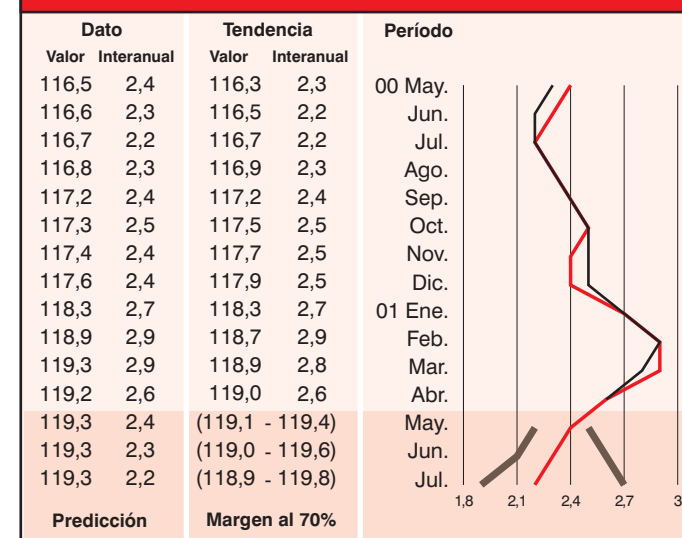 Dato Tendencia Período
Valor Interanual Valor Interanual
116,5 2,4 116,3 2,3 00 May.
116,6 2,3 116,5 2,2 Jun.
116,7 2,2 116,7 2,2 Jul.
116,8 2,3 116,9 2,3 Ago.
117,2 2,4 117,2 2,4 Sep.
117,3 2,5 117,5 2,5 Oct.
117,4 2,4 117,7 2,5 Nov.
117,6 2,4 117,9 2,5 Dic.
118,3 2,7 118,3 2,7 01 Ene.
118,9 2,9 118,7 2,9 Feb.
119,3 2,9 118,9 2,8 Mar.
119,2 2,6 119,0 2,6 Abr.
119,3 2,4 (119,1 - 119,4) May.
119,3 2,3 (119,0 - 119,6) Jun.
119,3 2,2 (118,9 - 119,8) Jul.
1,8 2,1 2,4 2,7 3
Predicción Margen al 70%